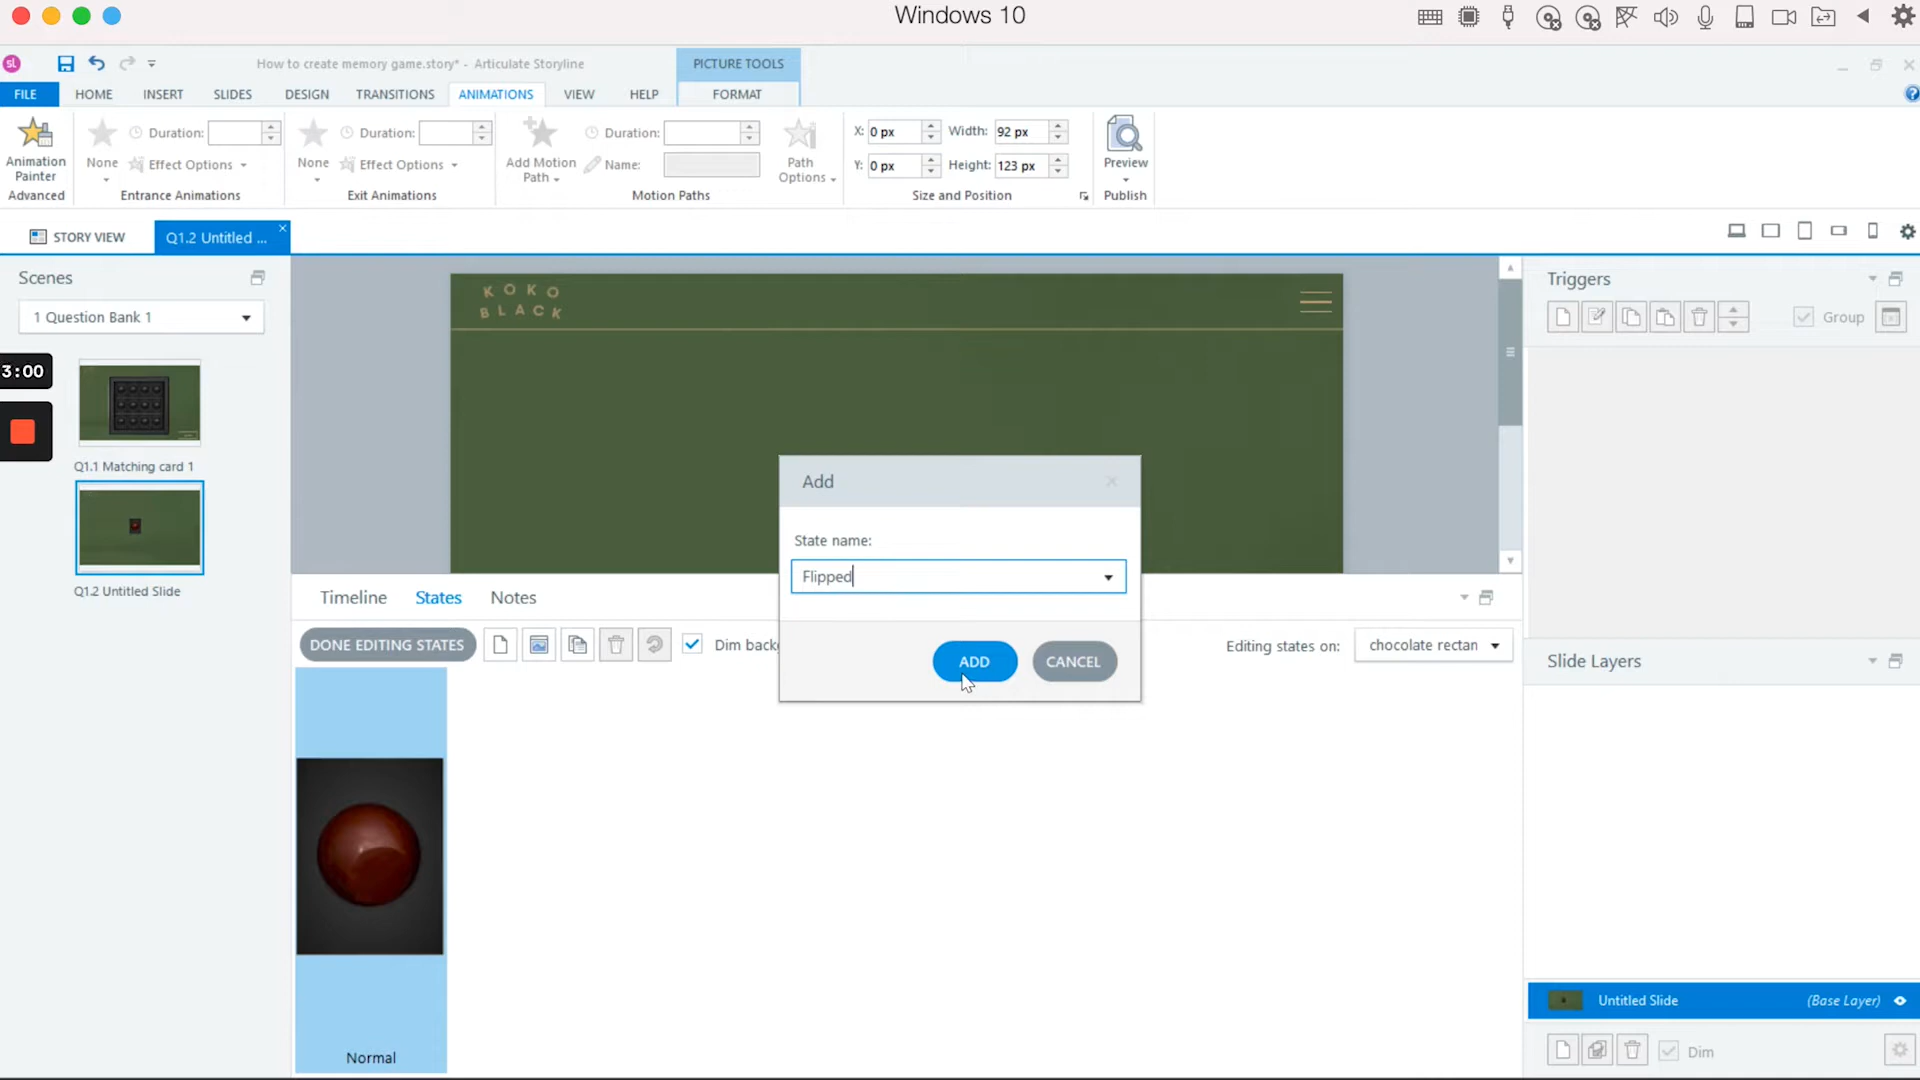 Windows 10
sl
How to create memory game.story* - Articulate Storyline
PICTURE TOOLS
FILE
HOME
INSERT
SLIDES
DESIGN
TRANSITIONS
ANIMATIONS
VIEW
HELP
FORMAT
Animation
Painter
Advanced
None
Duration:
Effect Options
Entrance Animations
None
Duration:
Effect Options
Exit Animations
Add Motion
Path
Duration:
Name:
Path
Options
Motion Paths
X: 0 px
Width: 92 px
Y: 0 px
Height: 123 px
Size and Position
Preview
Publish
STORY VIEW
Q1.2 Untitled ...
Scenes
1 Question Bank 1
3:00
Q1.1 Matching card 1
Q1.2 Untitled Slide
KOKO
BLACK
Add
State name:
Flipped
ADD
CANCEL
Timeline
States
Notes
DONE EDITING STATES
Dim backg
Editing states on:
chocolate rectan
Normal
Triggers
Group
Slide Layers
Untitled Slide
(Base Layer)
Dim